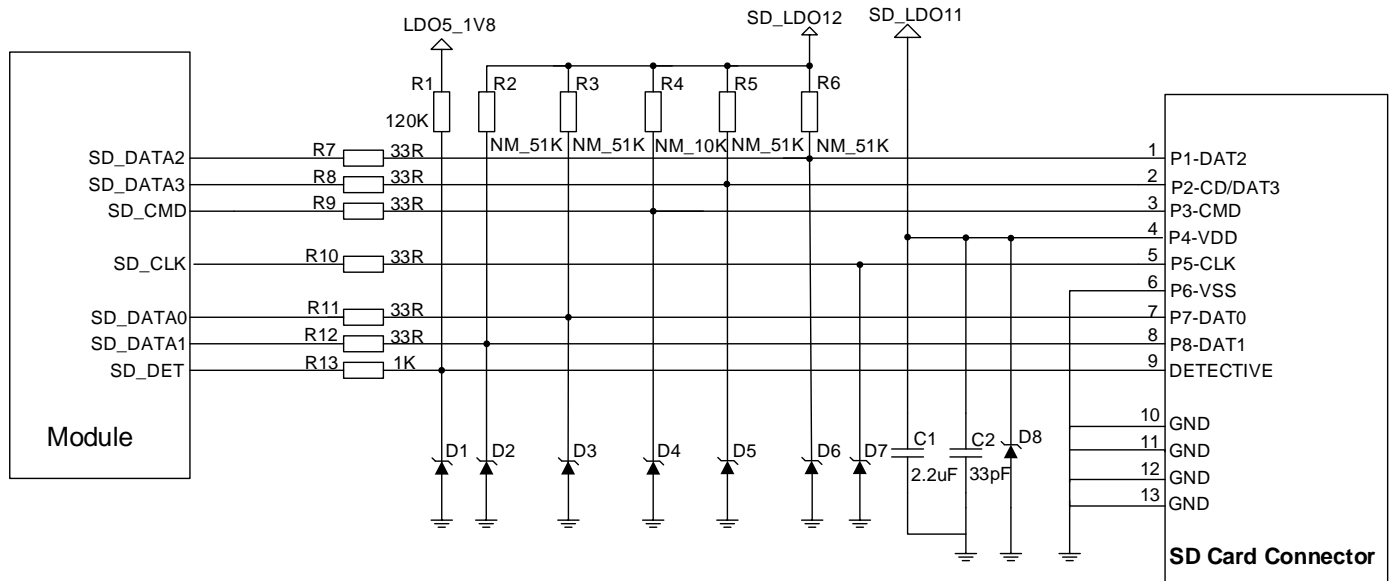 SD_LDO12 SD_LDO11
LDO5_1V8
R1 R2 R3 R4 R5 R6
120K NM_51K NM_51K NM_10K NM_51K NM_51K
SD_DATA2 R7 33R 1 P1-DAT2
SD_DATA3 R8 33R 2 P2-CD/DAT3
SD_CMD R9 33R 3 P3-CMD
4 P4-VDD
SD_CLK R10 33R 5 P5-CLK
6 P6-VSS
SD_DATA0 R11 33R 7 P7-DAT0
SD_DATA1 R12 33R 8 P8-DAT1
SD_DET R13 1K 9 DETECTIVE
10 GND
Module D1 D2 D3 D4 D5 D6 D7 C1 C2 D8 11 GND
2.2uF 33pF 12 GND
13 GND
SD Card Connector